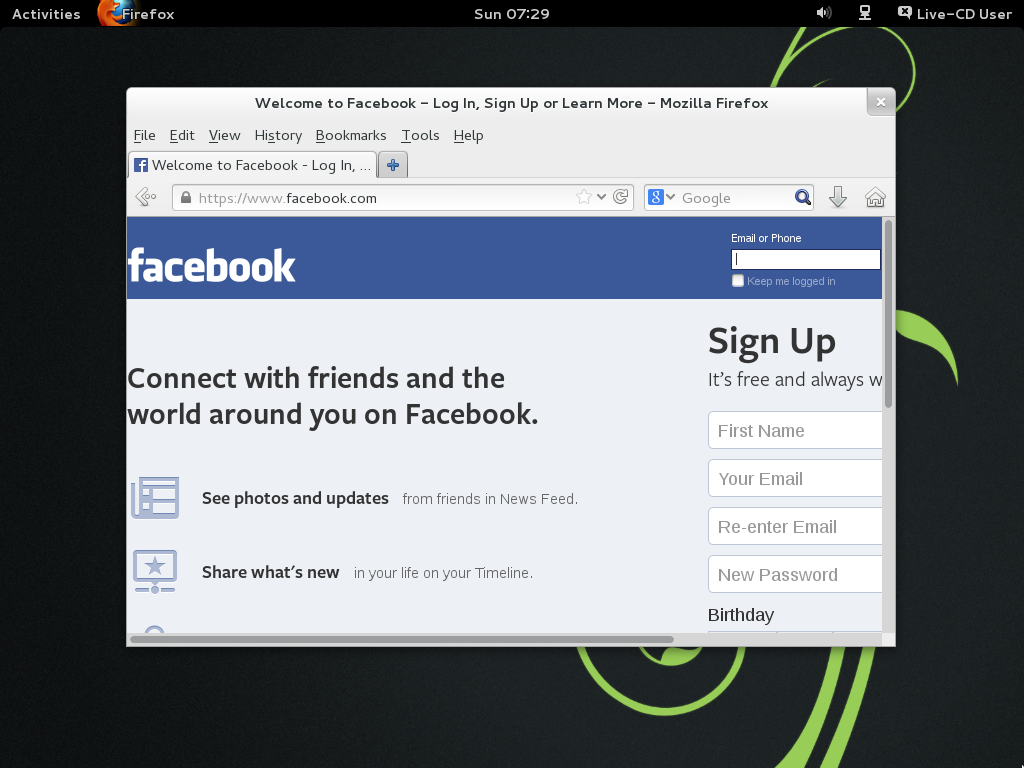 Activities Firefox Sun 07:29 Live-CD User
Welcome to Facebook - Log In, Sign Up or Learn More - Mozilla Firefox
File Edit View History Bookmarks Tools Help
Welcome to Facebook - Log In, ...
https://www.facebook.com 8 Google
facebook
Email or Phone
Keep me logged in
Connect with friends and the
world around you on Facebook.
See photos and updates from friends in News Feed.
Share what's new in your life on your Timeline.
Sign Up
It's free and always w
First Name
Your Email
Re-enter Email
New Password
Birthday